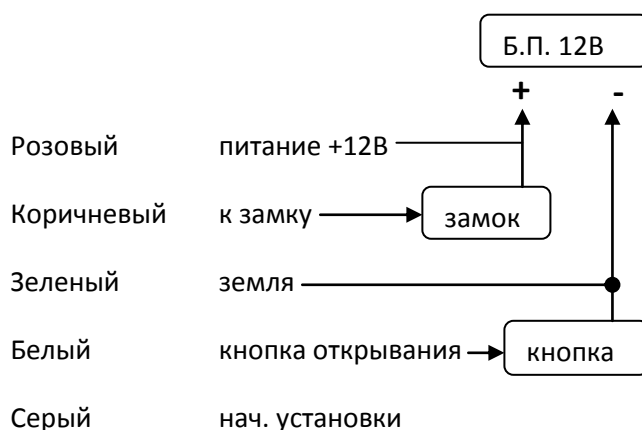 Б.П. 12В
+ -
Розовый питание +12В
Коричневый к замку замок
Зеленый земля
Белый кнопка открывания кнопка
Серый нач. установки